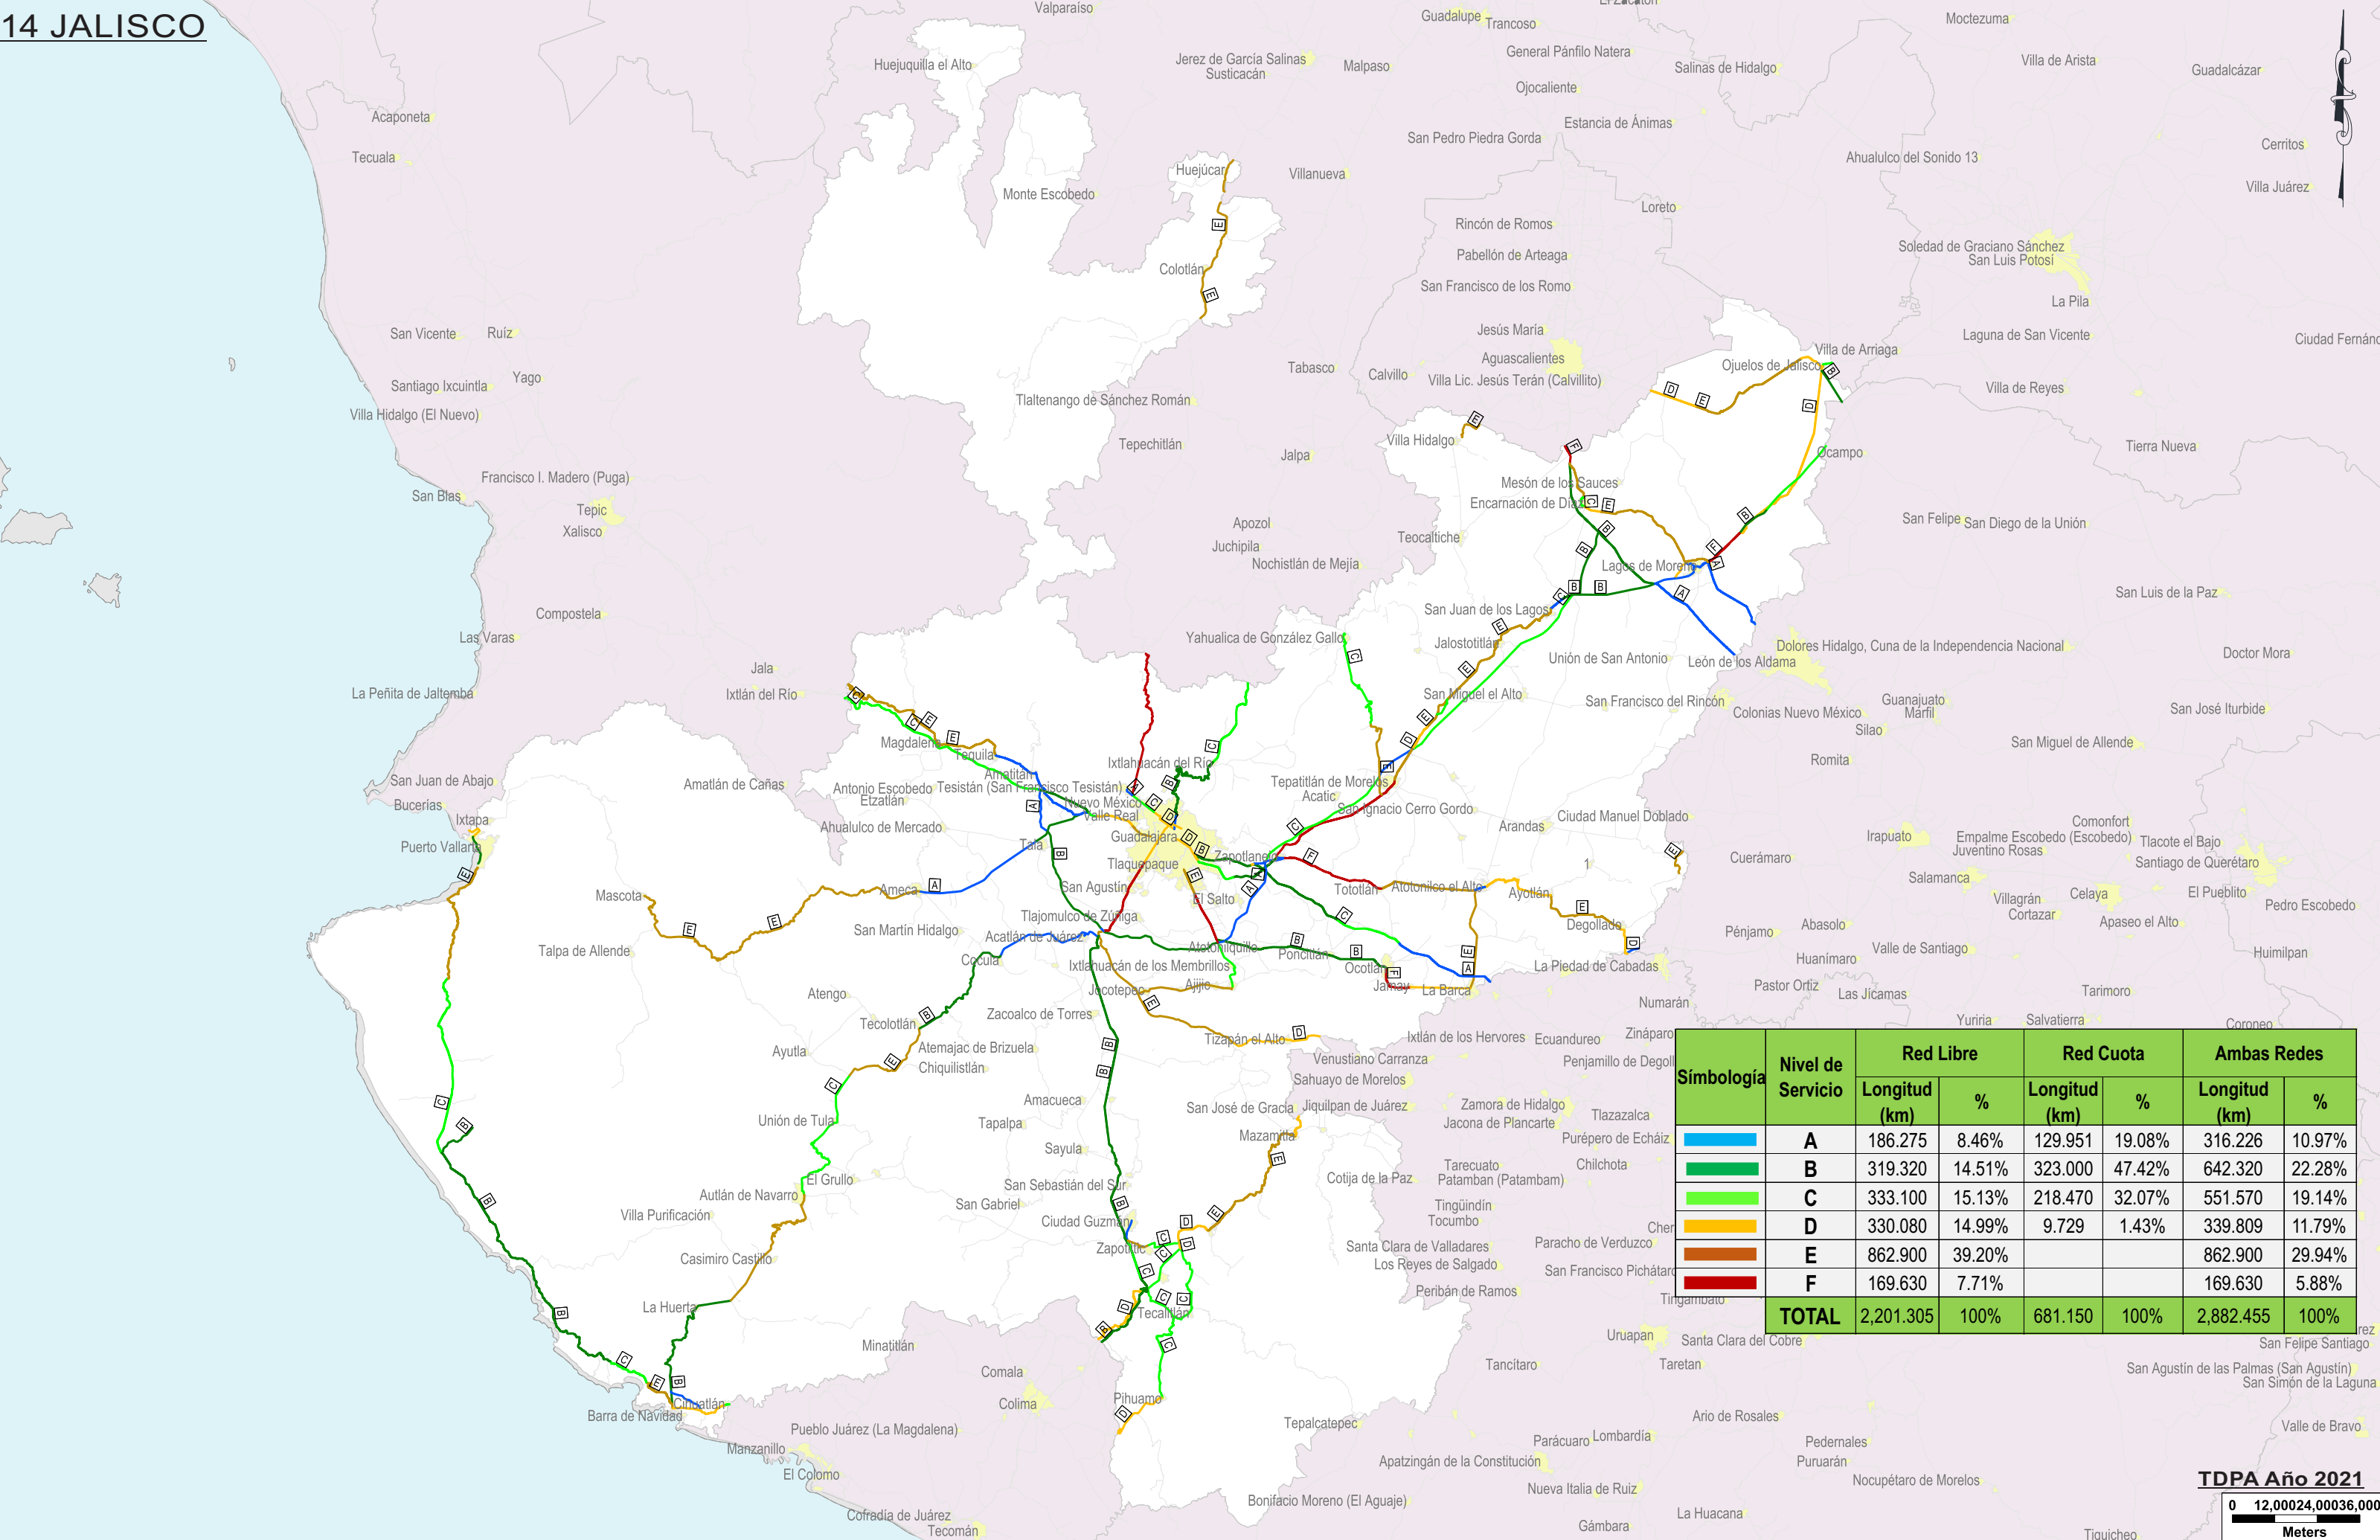 14 JALISCO
Valparaíso
Guadalupe
Trancoso
Moctezuma
Huejuquilla el Alto
Jerez de García Salinas
Susticacán
Malpaso
General Pánfilo Natera
Salinas de Hidalgo
Villa de Arista
Guadalcázar
Ojocaliente
Acaponeta
Tecuala
San Pedro Piedra Gorda
Estancia de Ánimas
Ahualulco del Sonido 13
Cerritos
Villa Juárez
Huejúcar
Villanueva
Monte Escobedo
Loreto
Rincón de Romos
Colotlán
Pabellón de Arteaga
Soledad de Graciano Sánchez
San Luis Potosí
San Francisco de los Romo
La Pila
San Vicente
Ruíz
Jesús María
Laguna de San Vicente
Ciudad Fernánd
Aguascalientes
Villa de Arriaga
Ojuelos de Jalisco
Tabasco
Calvillo
Villa Lic. Jesús Terán (Calvillito)
Villa de Reyes
Santiago Ixcuintla
Yago
Villa Hidalgo (El Nuevo)
Tlaltenango de Sánchez Román
Tepechitlán
Villa Hidalgo
Jalpa
Ocampo
Tierra Nueva
Francisco I. Madero (Puga)
San Blas
Tepic
Xalisco
Mesón de los Sauces
Encarnación de Díaz
Apozol
Juchipila
Teocaltiche
San Felipe
San Diego de la Unión
Nochistlán de Mejía
Lagos de Moreno
Compostela
Las Varas
San Juan de los Lagos
San Luis de la Paz
Yahualica de González Gallo
Jalostotitlán
Unión de San Antonio
Dolores Hidalgo, Cuna de la Independencia Nacional
León de los Aldama
Doctor Mora
Jala
Ixtlán del Río
La Peñita de Jaltemba
San Miguel el Alto
San Francisco del Rincón
Guanajuato
Colonias Nuevo México
Marfil
Silao
San José Iturbide
Magdalena
Tequila
Amatitán
Ixtlahuacán del Río
San Miguel de Allende
Romita
San Juan de Abajo
Bucerías
Ixtapa
Puerto Vallarta
Amatlán de Cañas
Antonio Escobedo
Etzatlán
Tesistán (San Francisco Tesistán)
Nuevo México
Valle Real
Tepatitlán de Morelos
Acatic
San Ignacio Cerro Gordo
Ahualulco de Mercado
Guadalajara
Arandas
Ciudad Manuel Doblado
Irapuato
Comonfort
Empalme Escobedo (Escobedo)
Juventino Rosas
Tlacote el Bajo
Santiago de Querétaro
Tala
Tlaquepaque
Zapotlanejo
1
Cuerámaro
Salamanca
Ameca
San Agustín
El Salto
Tototlán
Atotonilco el Alto
Ayotlán
Villagrán
Cortazar
Celaya
El Pueblito
Pedro Escobedo
Mascota
Tlajomulco de Zúñiga
Degollado
Abasolo
Apaseo el Alto
Pénjamo
San Martín Hidalgo
Acatlán de Juárez
Talpa de Allende
Cocula
Atotonilquillo
Poncitlán
Valle de Santiago
Huanímaro
Huimilpan
Ixtlahuacán de los Membrillos
Ocotlán
La Piedad de Cabadas
Atengo
Jocotepec
Ajijic
Jamay
La Barca
Pastor Ortiz
Las Jícamas
Tarimoro
Numarán
Zacoalco de Torres
Tecolotlán
Yuriria
Salvatierra
Coroneo
Ayutla
Atemajac de Brizuela
Chiquilistlán
Tizapán el Alto
Ixtlán de los Hervores
Ecuandureo
Zináparo
Venustiano Carranza
Penjamillo de Degoll
Sahuayo de Morelos
Amacueca
San José de Gracia
Jiquilpan de Juárez
Zamora de Hidalgo
Jacona de Plancarte
Tlazazalca
Unión de Tula
Tapalpa
Mazamitla
Purépero de Echáiz
Sayula
Tarecuato
Patamban (Patambam)
Chilchota
El Grullo
Autlán de Navarro
San Sebastián del Sur
Cotija de la Paz
San Gabriel
Villa Purificación
Ciudad Guzmán
Tingüindín
Tocumbo
Zapotiltic
Santa Clara de Valladares
Los Reyes de Salgado
Paracho de Verduzco
San Francisco Pichátaro
Casimiro Castillo
Peribán de Ramos
Tingambato
La Huerta
Tecalitlán
Uruapan
Santa Clara del Cobre
Minatitlán
Tancítaro
Taretan
San Felipe Santiago
San Agustín de las Palmas (San Agustín)
San Simón de la Laguna
Comala
Colima
Pihuamo
Cihuatlán
Barra de Navidad
Pueblo Juárez (La Magdalena)
Tepalcatepec
Ario de Rosales
Valle de Bravo
Manzanillo
El Colomo
Parácuaro
Lombardía
Pedernales
Puruarán
Apatzingán de la Constitución
Nueva Italia de Ruiz
Nocupétaro de Morelos
Bonifacio Moreno (El Aguaje)
La Huacana
Cofradía de Juárez
Tecomán
Gámbara
Tiquicheo
Símbología Nivel de Servicio Red Libre Red Cuota Ambas Redes
Longitud (km) % Longitud (km) % Longitud (km) %
A 186.275 8.46% 129.951 19.08% 316.226 10.97%
B 319.320 14.51% 323.000 47.42% 642.320 22.28%
C 333.100 15.13% 218.470 32.07% 551.570 19.14%
D 330.080 14.99% 9.729 1.43% 339.809 11.79%
E 862.900 39.20% 862.900 29.94%
F 169.630 7.71% 169.630 5.88%
TOTAL 2,201.305 100% 681.150 100% 2,882.455 100%
TDPA Año 2021
0 12,00024,00036,000
Meters